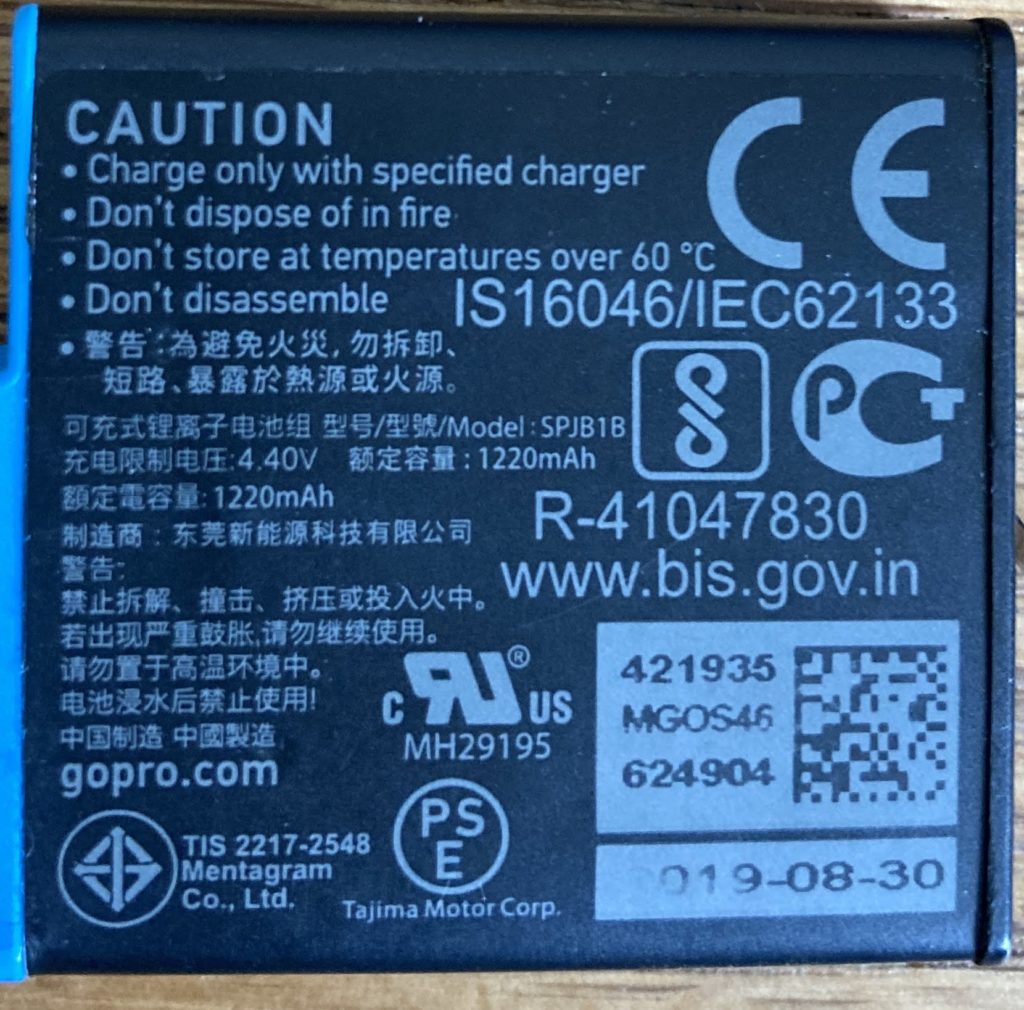 CAUTION
CE
• Charge only with specified charger
• Don't dispose of in fire
• Don't store at temperatures over 60 °C
• Don't disassemble
IS16046/IEC62133
• 警告:為避免火災,勿拆卸、
短路、暴露於熱源或火源。
可充式锂离子电池组 型号/型號/Model: SPJB1B
充电限制电压:4.40V 额定容量:1220mAh
額定電容量:1220mAh
R-41047830
制造商:东莞新能源科技有限公司
www.bis.gov.in
警告:
禁止拆解、撞击、挤压或投入火中。
若出现严重鼓胀,请勿继续使用。
请勿置于高温环境中。
电池浸水后禁止使用!
中国制造 中國製造
gopro.com
c RU® US
MH29195
421935
MGOS46
624904
TIS 2217-2548
Mentagram
Co., Ltd.
PS
E
Tajima Motor Corp.
2019-08-30